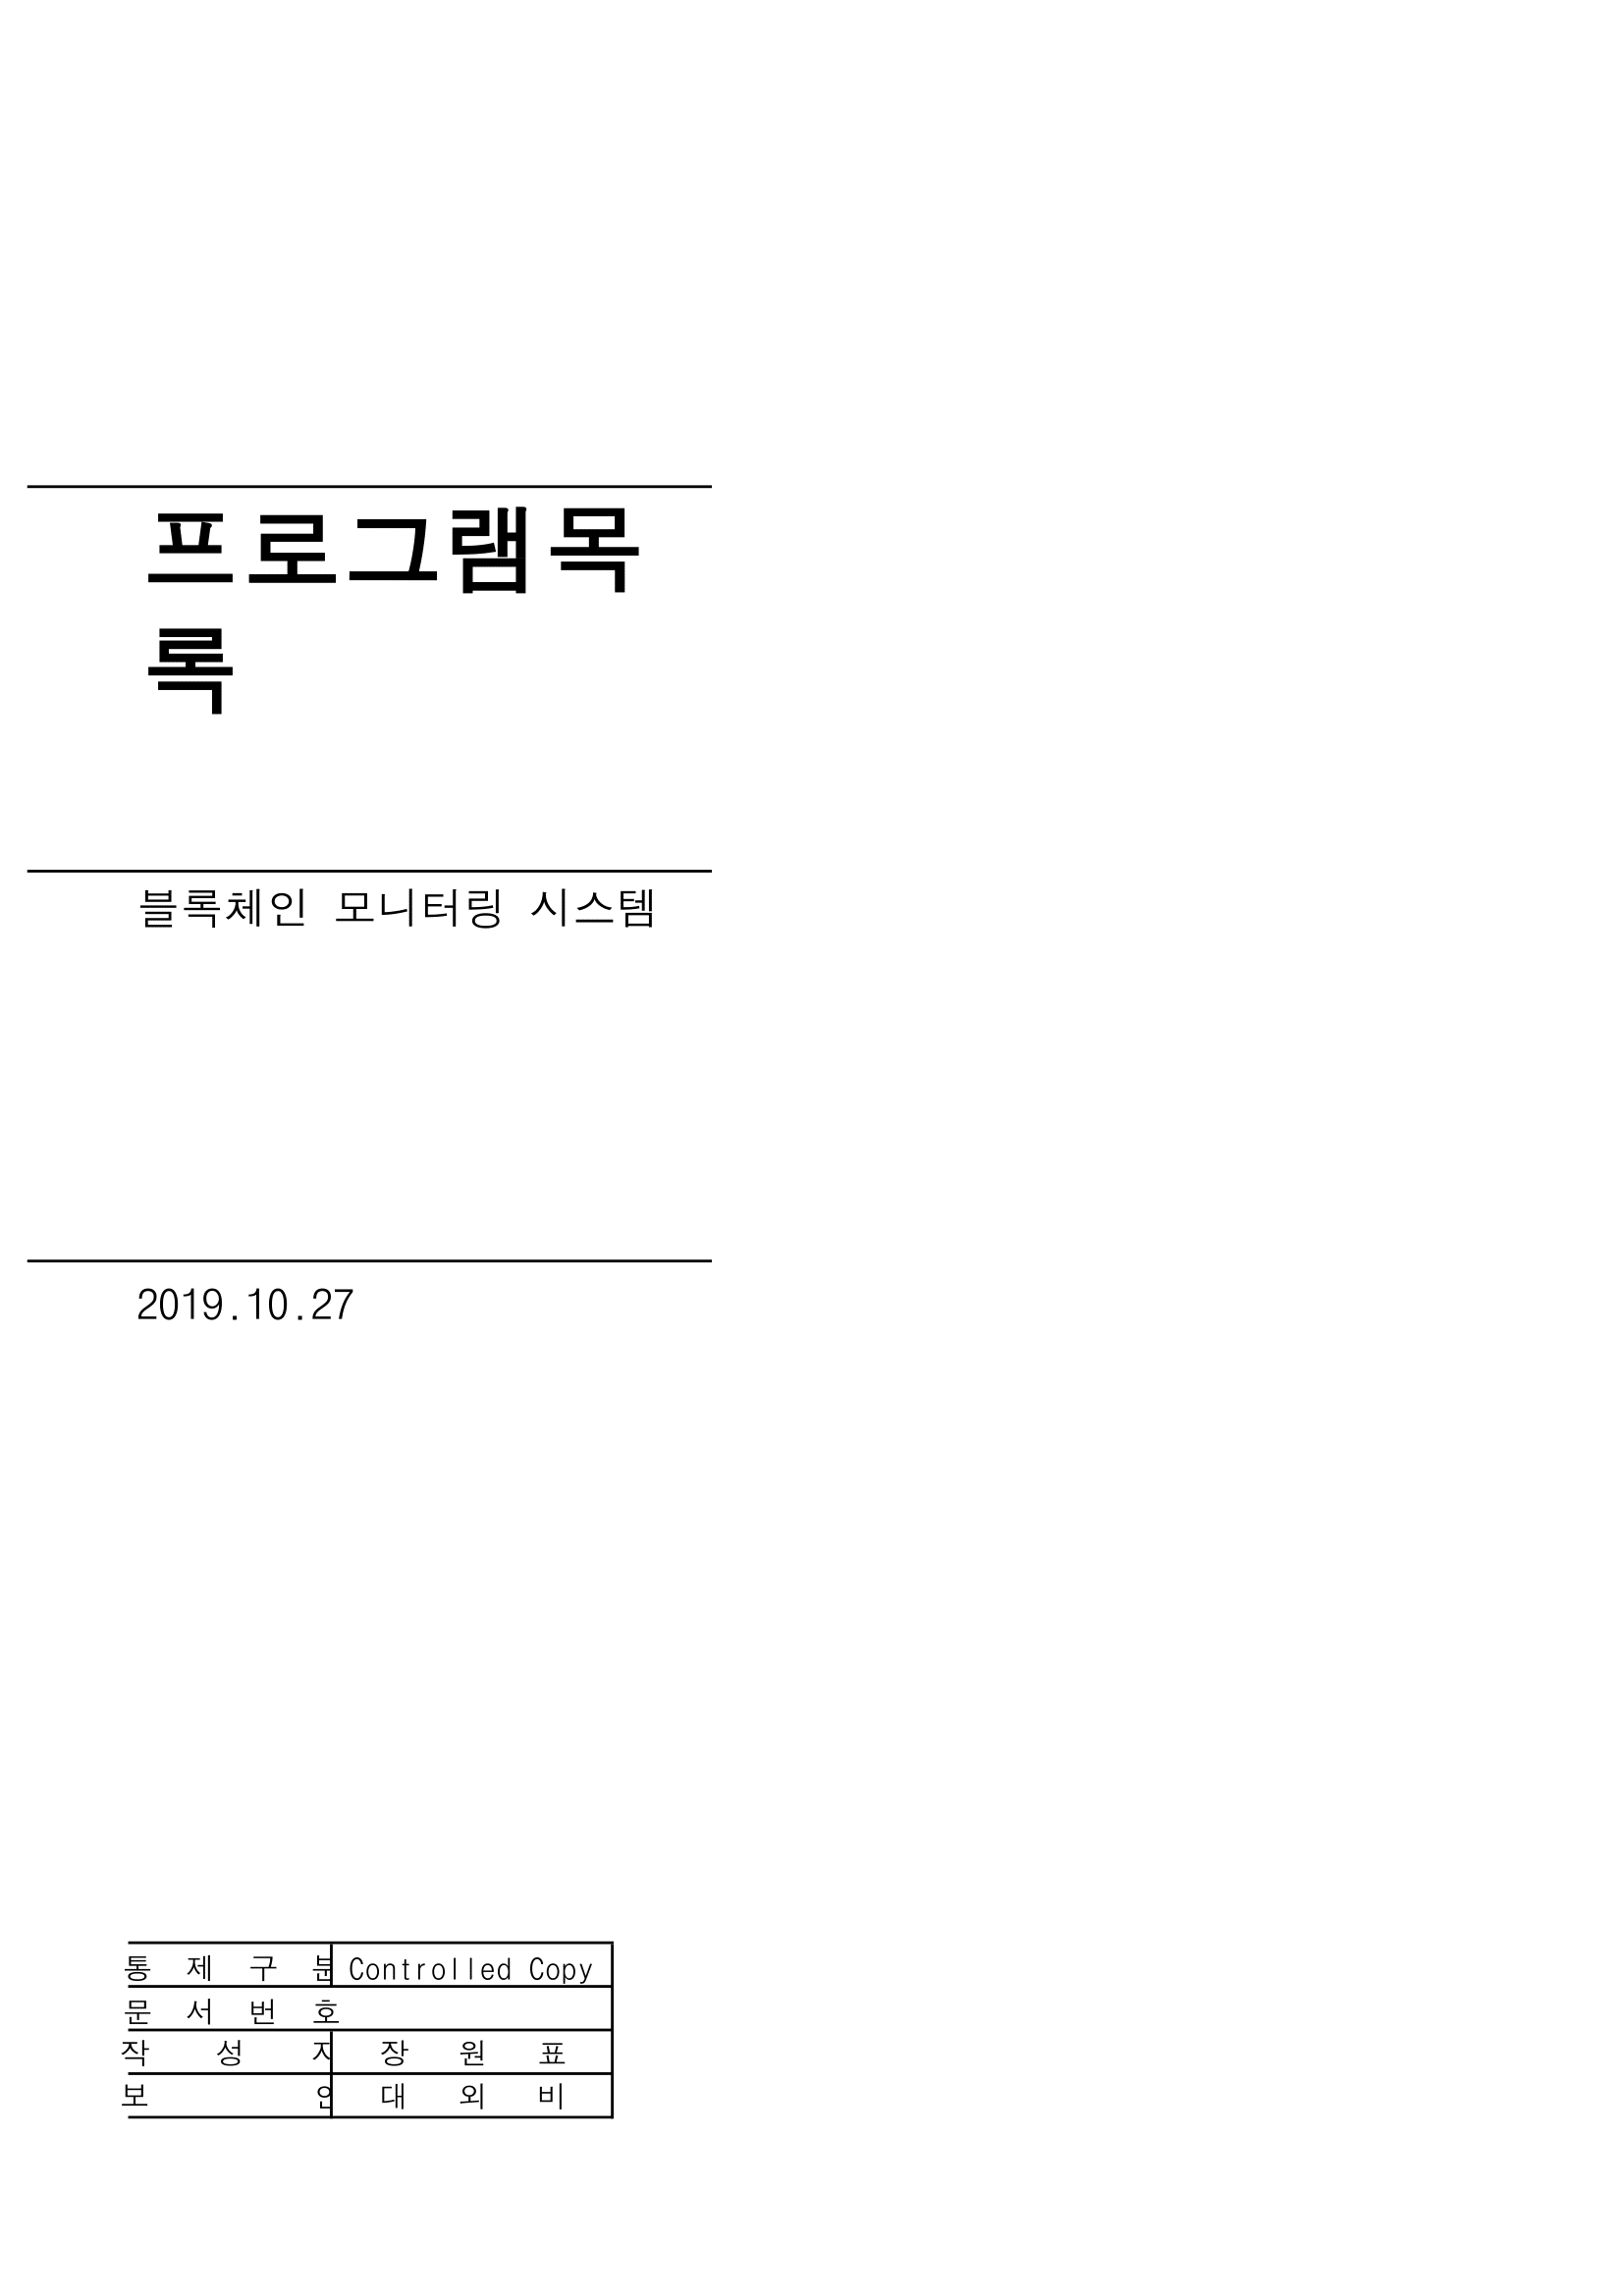 프로그램목
록
블록체인 모니터링 시스템
2019.10.27
통 제 구 분 Controlled Copy
문 서 번 호
작 성 자 장 원 표
보 안 대 외 비